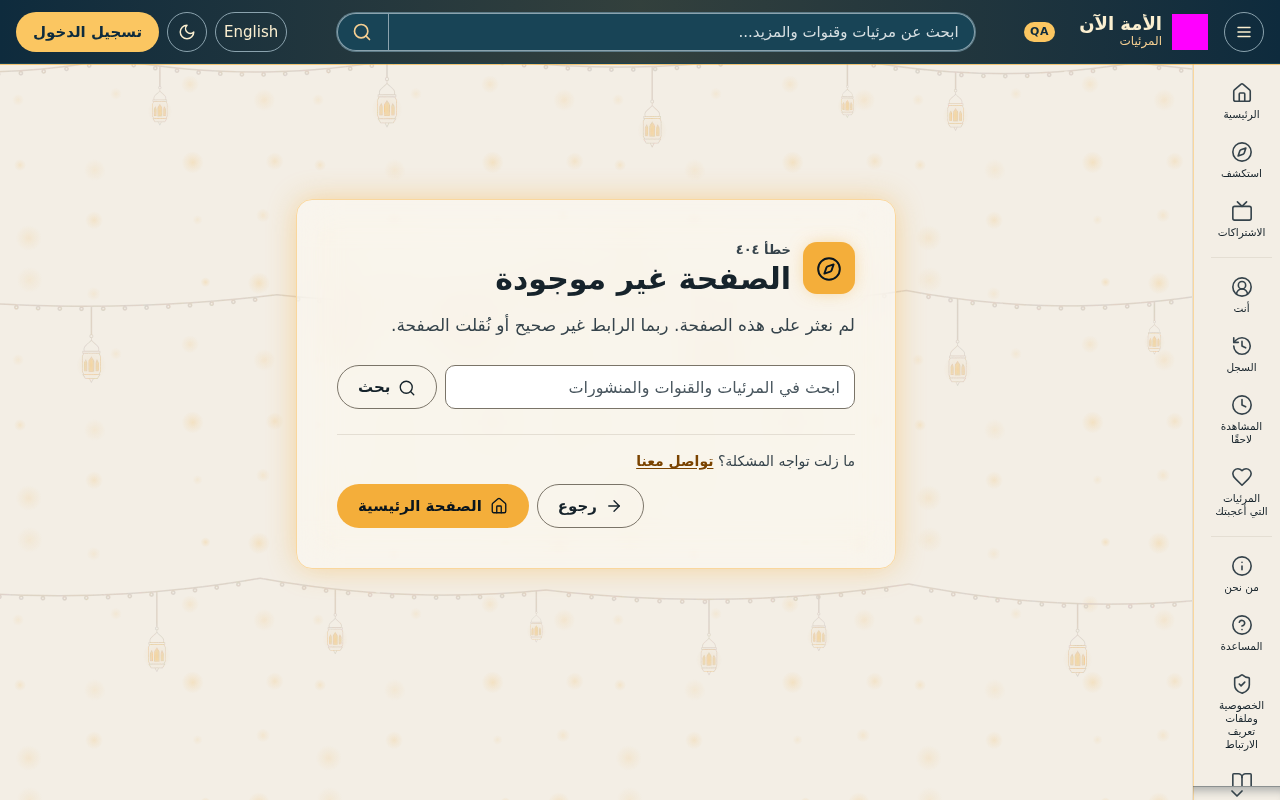 الأمة الآن
المرئيات
QA
ابحث عن مرئيات وقنوات والمزيد...
English
تسجيل الدخول
الرئيسية
استكشف
الاشتراكات
أنت
السجل
المشاهدة
لاحقًا
المرئيات
التي أعجبتك
من نحن
المساعدة
الخصوصية
وملفات
تعريف
الارتباط
خطأ ٤٠٤
الصفحة غير موجودة
لم نعثر على هذه الصفحة. ربما الرابط غير صحيح أو نُقلت الصفحة.
ابحث في المرئيات والقنوات والمنشورات
بحث
ما زلت تواجه المشكلة؟ تواصل معنا
رجوع
الصفحة الرئيسية